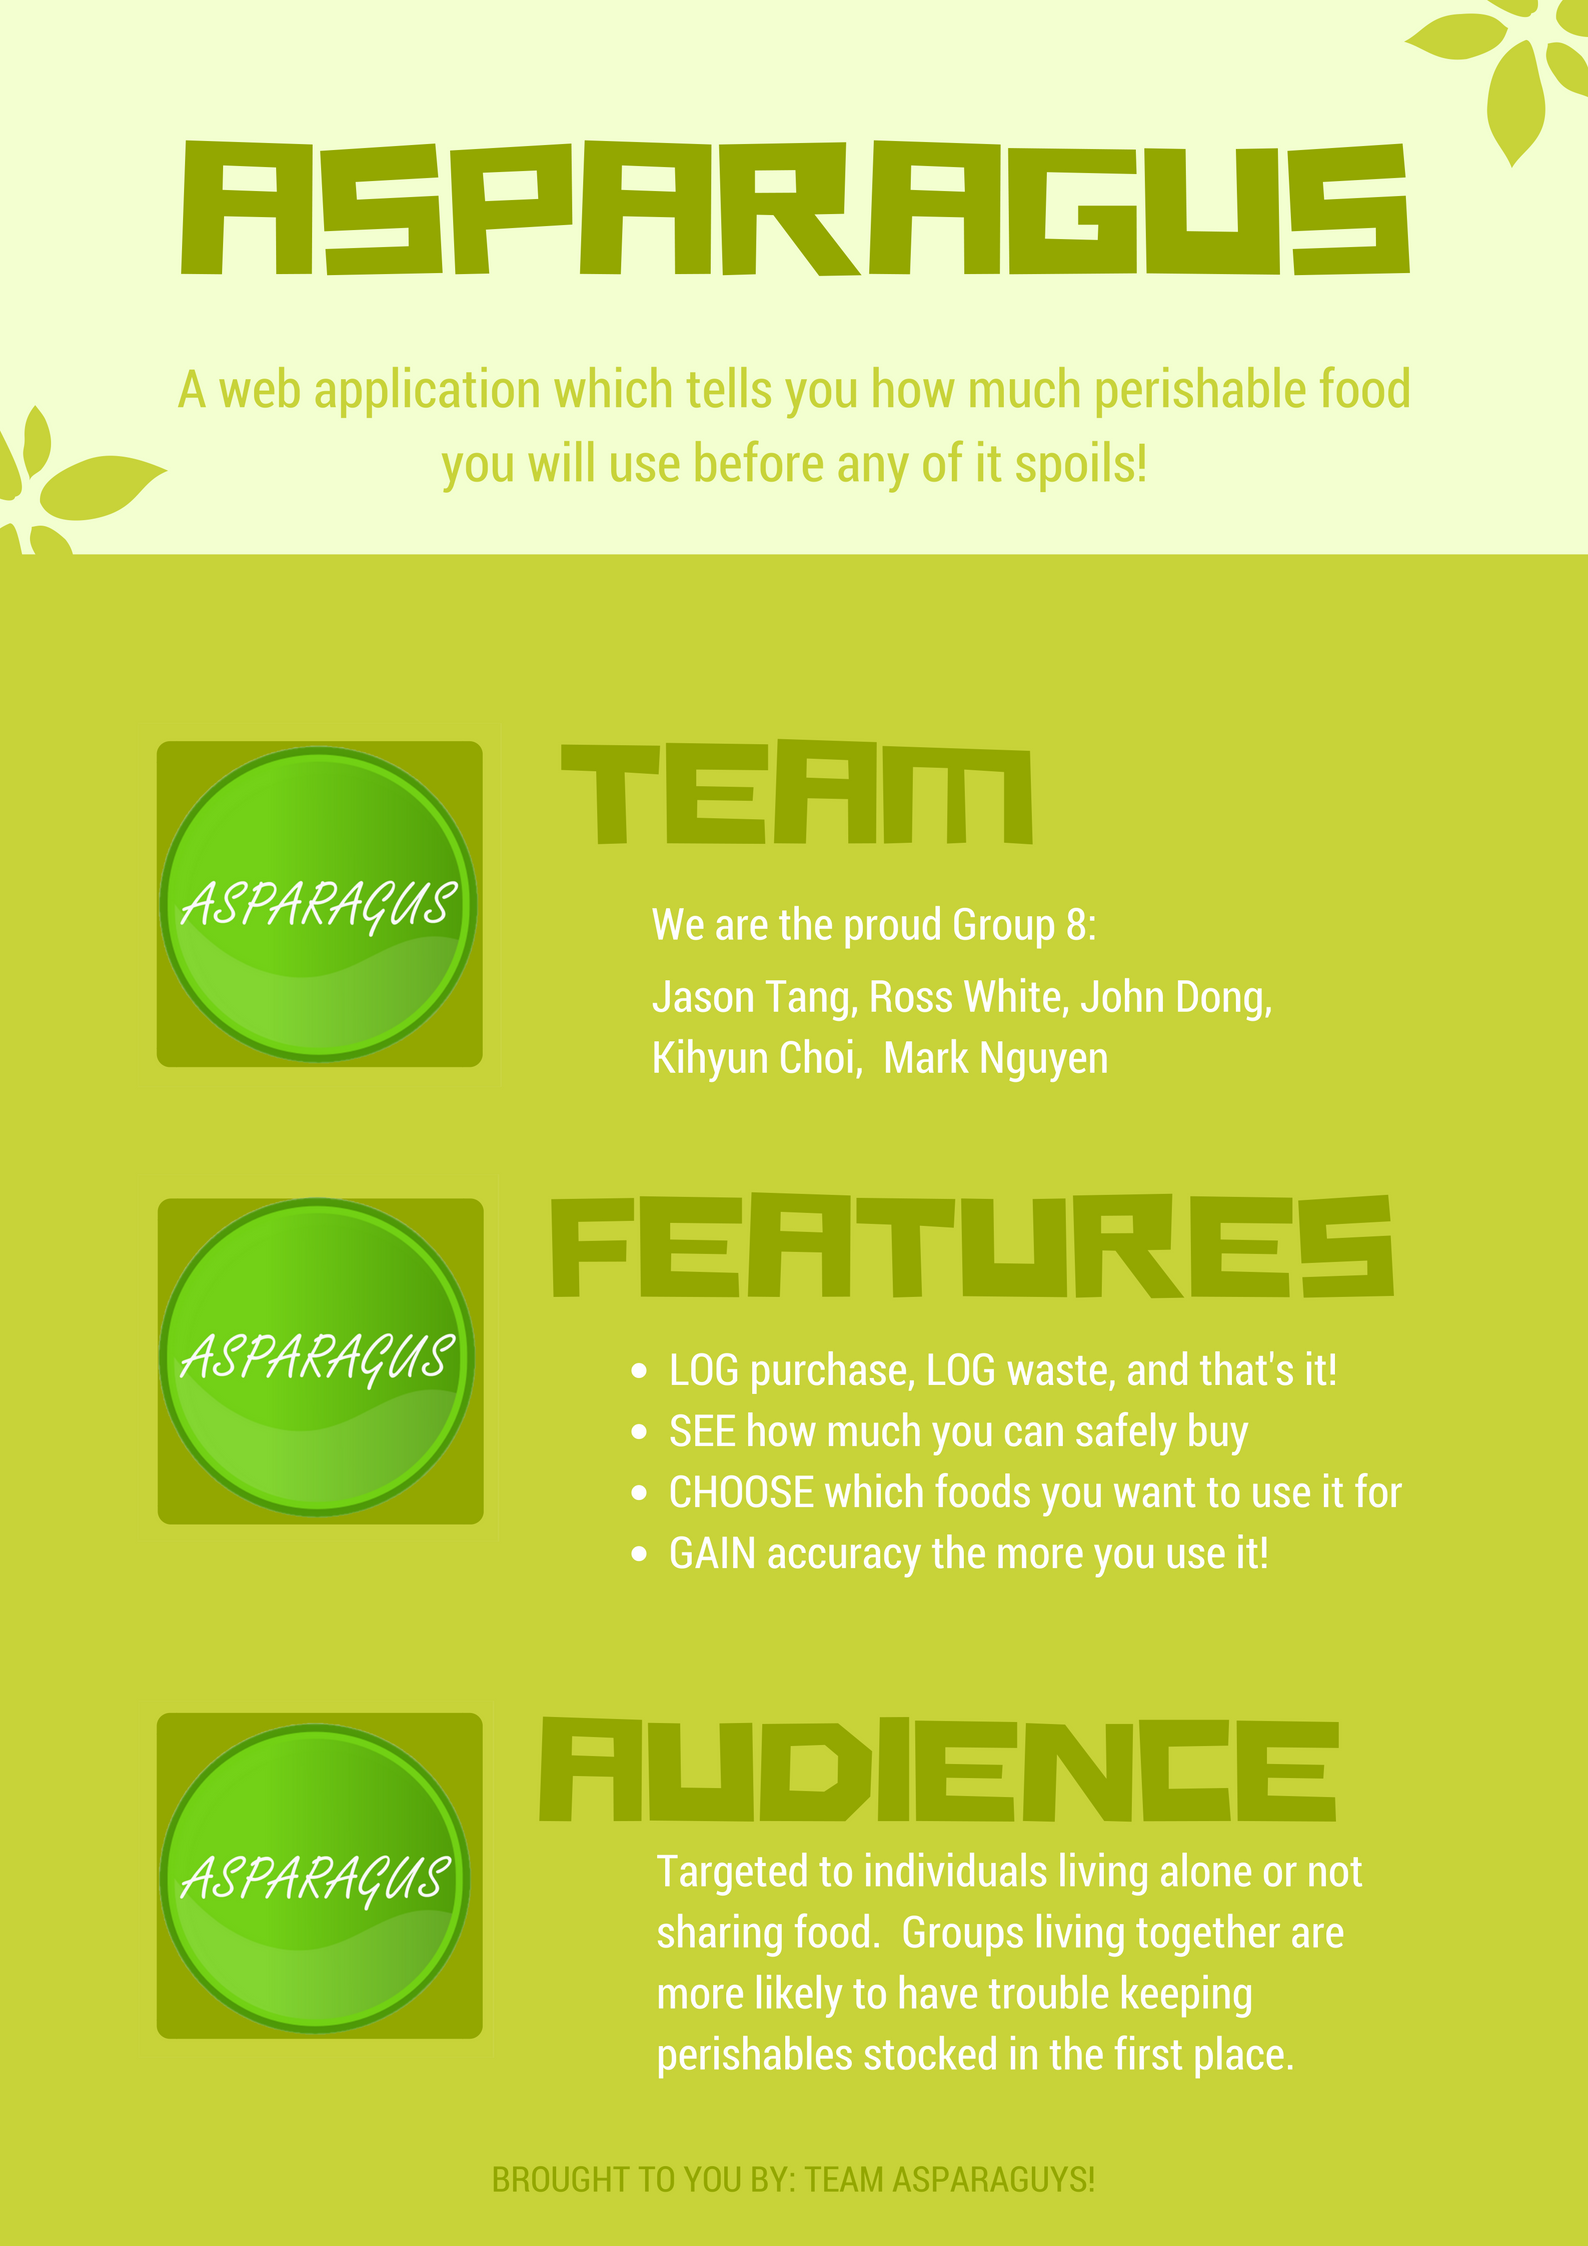 ASPARAGUS
A web application which tells you how much perishable food
you will use before any of it spoils!
ASPARAGUS
TEAM
We are the proud Group 8:
Jason Tang, Ross White, John Dong,
Kihyun Choi,  Mark Nguyen
ASPARAGUS
FEATURES
• LOG purchase, LOG waste, and that's it!
• SEE how much you can safely buy
• CHOOSE which foods you want to use it for
• GAIN accuracy the more you use it!
ASPARAGUS
AUDIENCE
Targeted to individuals living alone or not
sharing food.  Groups living together are
more likely to have trouble keeping
perishables stocked in the first place.
BROUGHT TO YOU BY: TEAM ASPARAGUYS!